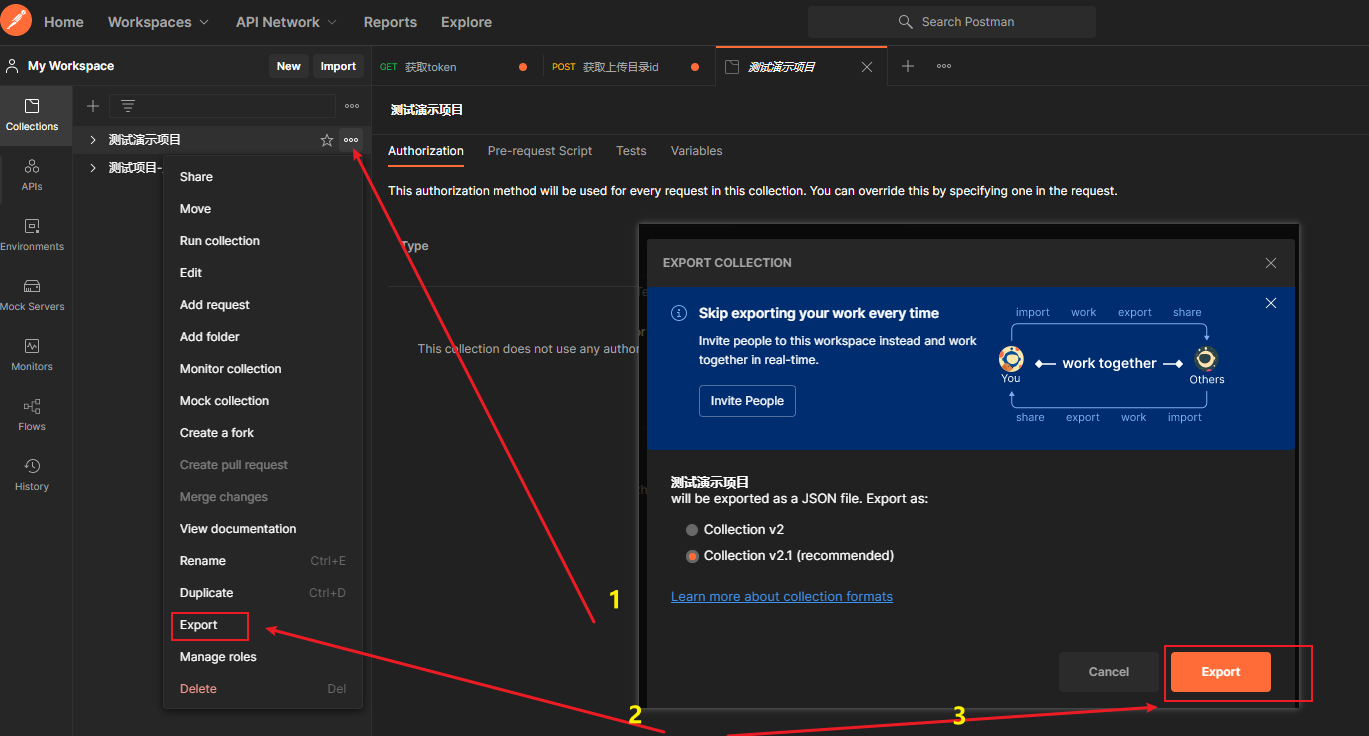 Home Workspaces API Network Reports Explore Search Postman
My Workspace New Import GET 获取token POST 获取上传目录id 测试演示项目
Collections
APIs
Environments
Mock Servers
Monitors
Flows
History
测试演示项目
测试项目-
Share
Move
Run collection
Edit
Add request
Add folder
Monitor collection
Mock collection
Create a fork
Create pull request
Merge changes
View documentation
Rename Ctrl+E
Duplicate Ctrl+D
Export
Manage roles
Delete Del
测试演示项目
Authorization Pre-request Script Tests Variables
This authorization method will be used for every request in this collection. You can override this by specifying one in the request.
Type
This collection does not use any author
EXPORT COLLECTION
Skip exporting your work every time
Invite people to this workspace instead and work
together in real-time.
Invite People
import work export share
You work together Others
share export work import
测试演示项目
will be exported as a JSON file. Export as:
Collection v2
Collection v2.1 (recommended)
Learn more about collection formats
Cancel Export
1
2
3